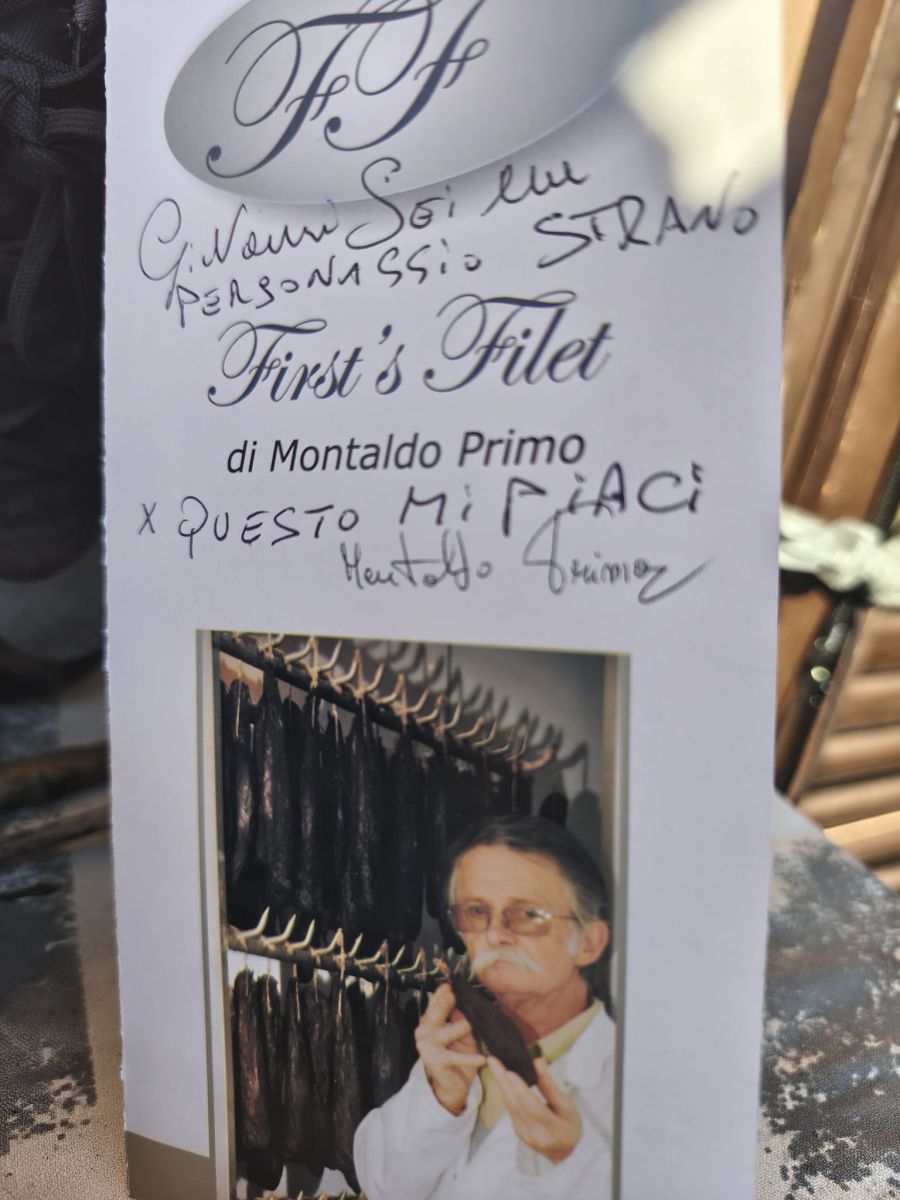 FF
Giovanni SEi un
PERSONAGGiO STRANO
First's Filet
di Montaldo Primo
x QUESTO Mi PiACi
Montaldo Primo